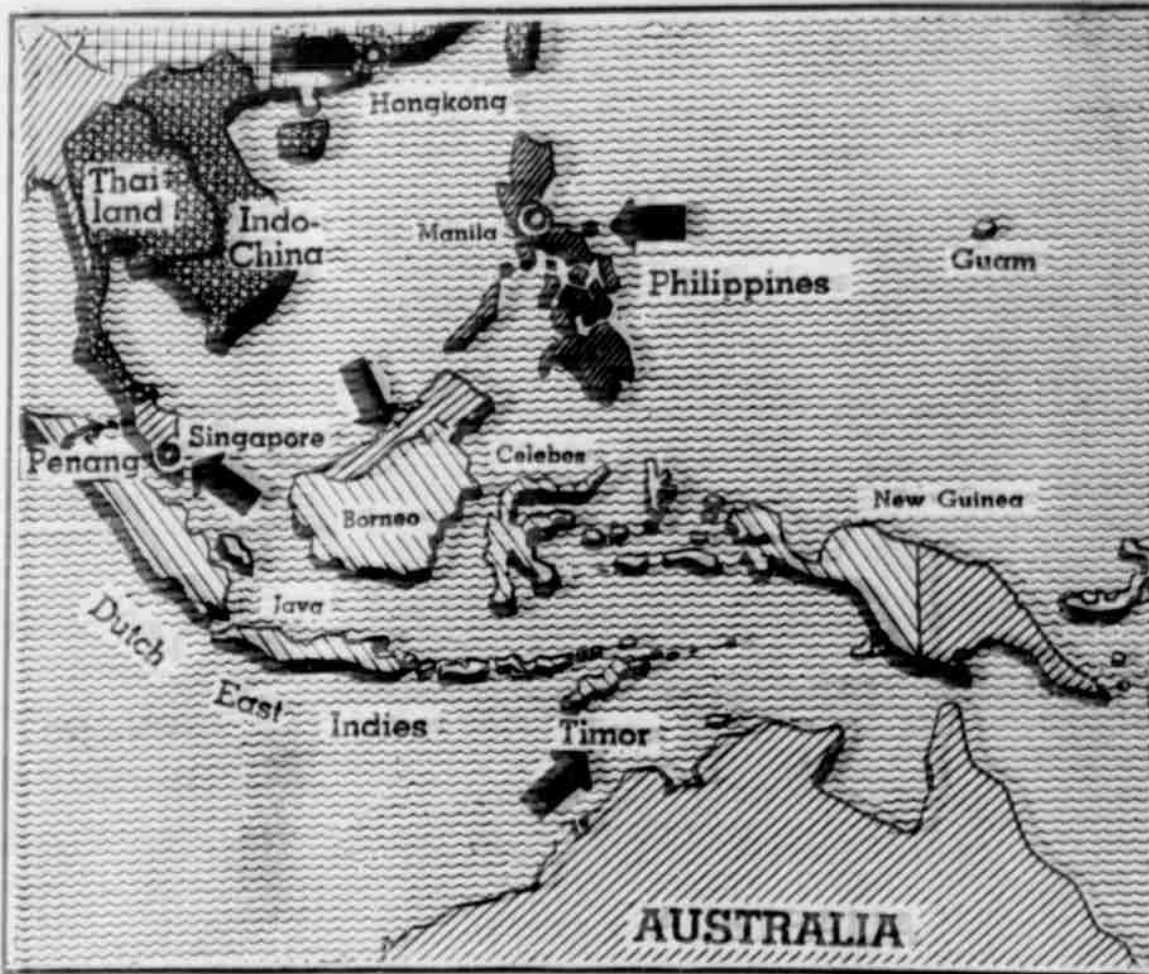 Hongkong
Thai
land
Indo-
China
Manila
Guam
Philippines
Singapore
Penang
Celebes
New Guinea
Borneo
Java
Dutch
East
Indies
Timor
AUSTRALIA